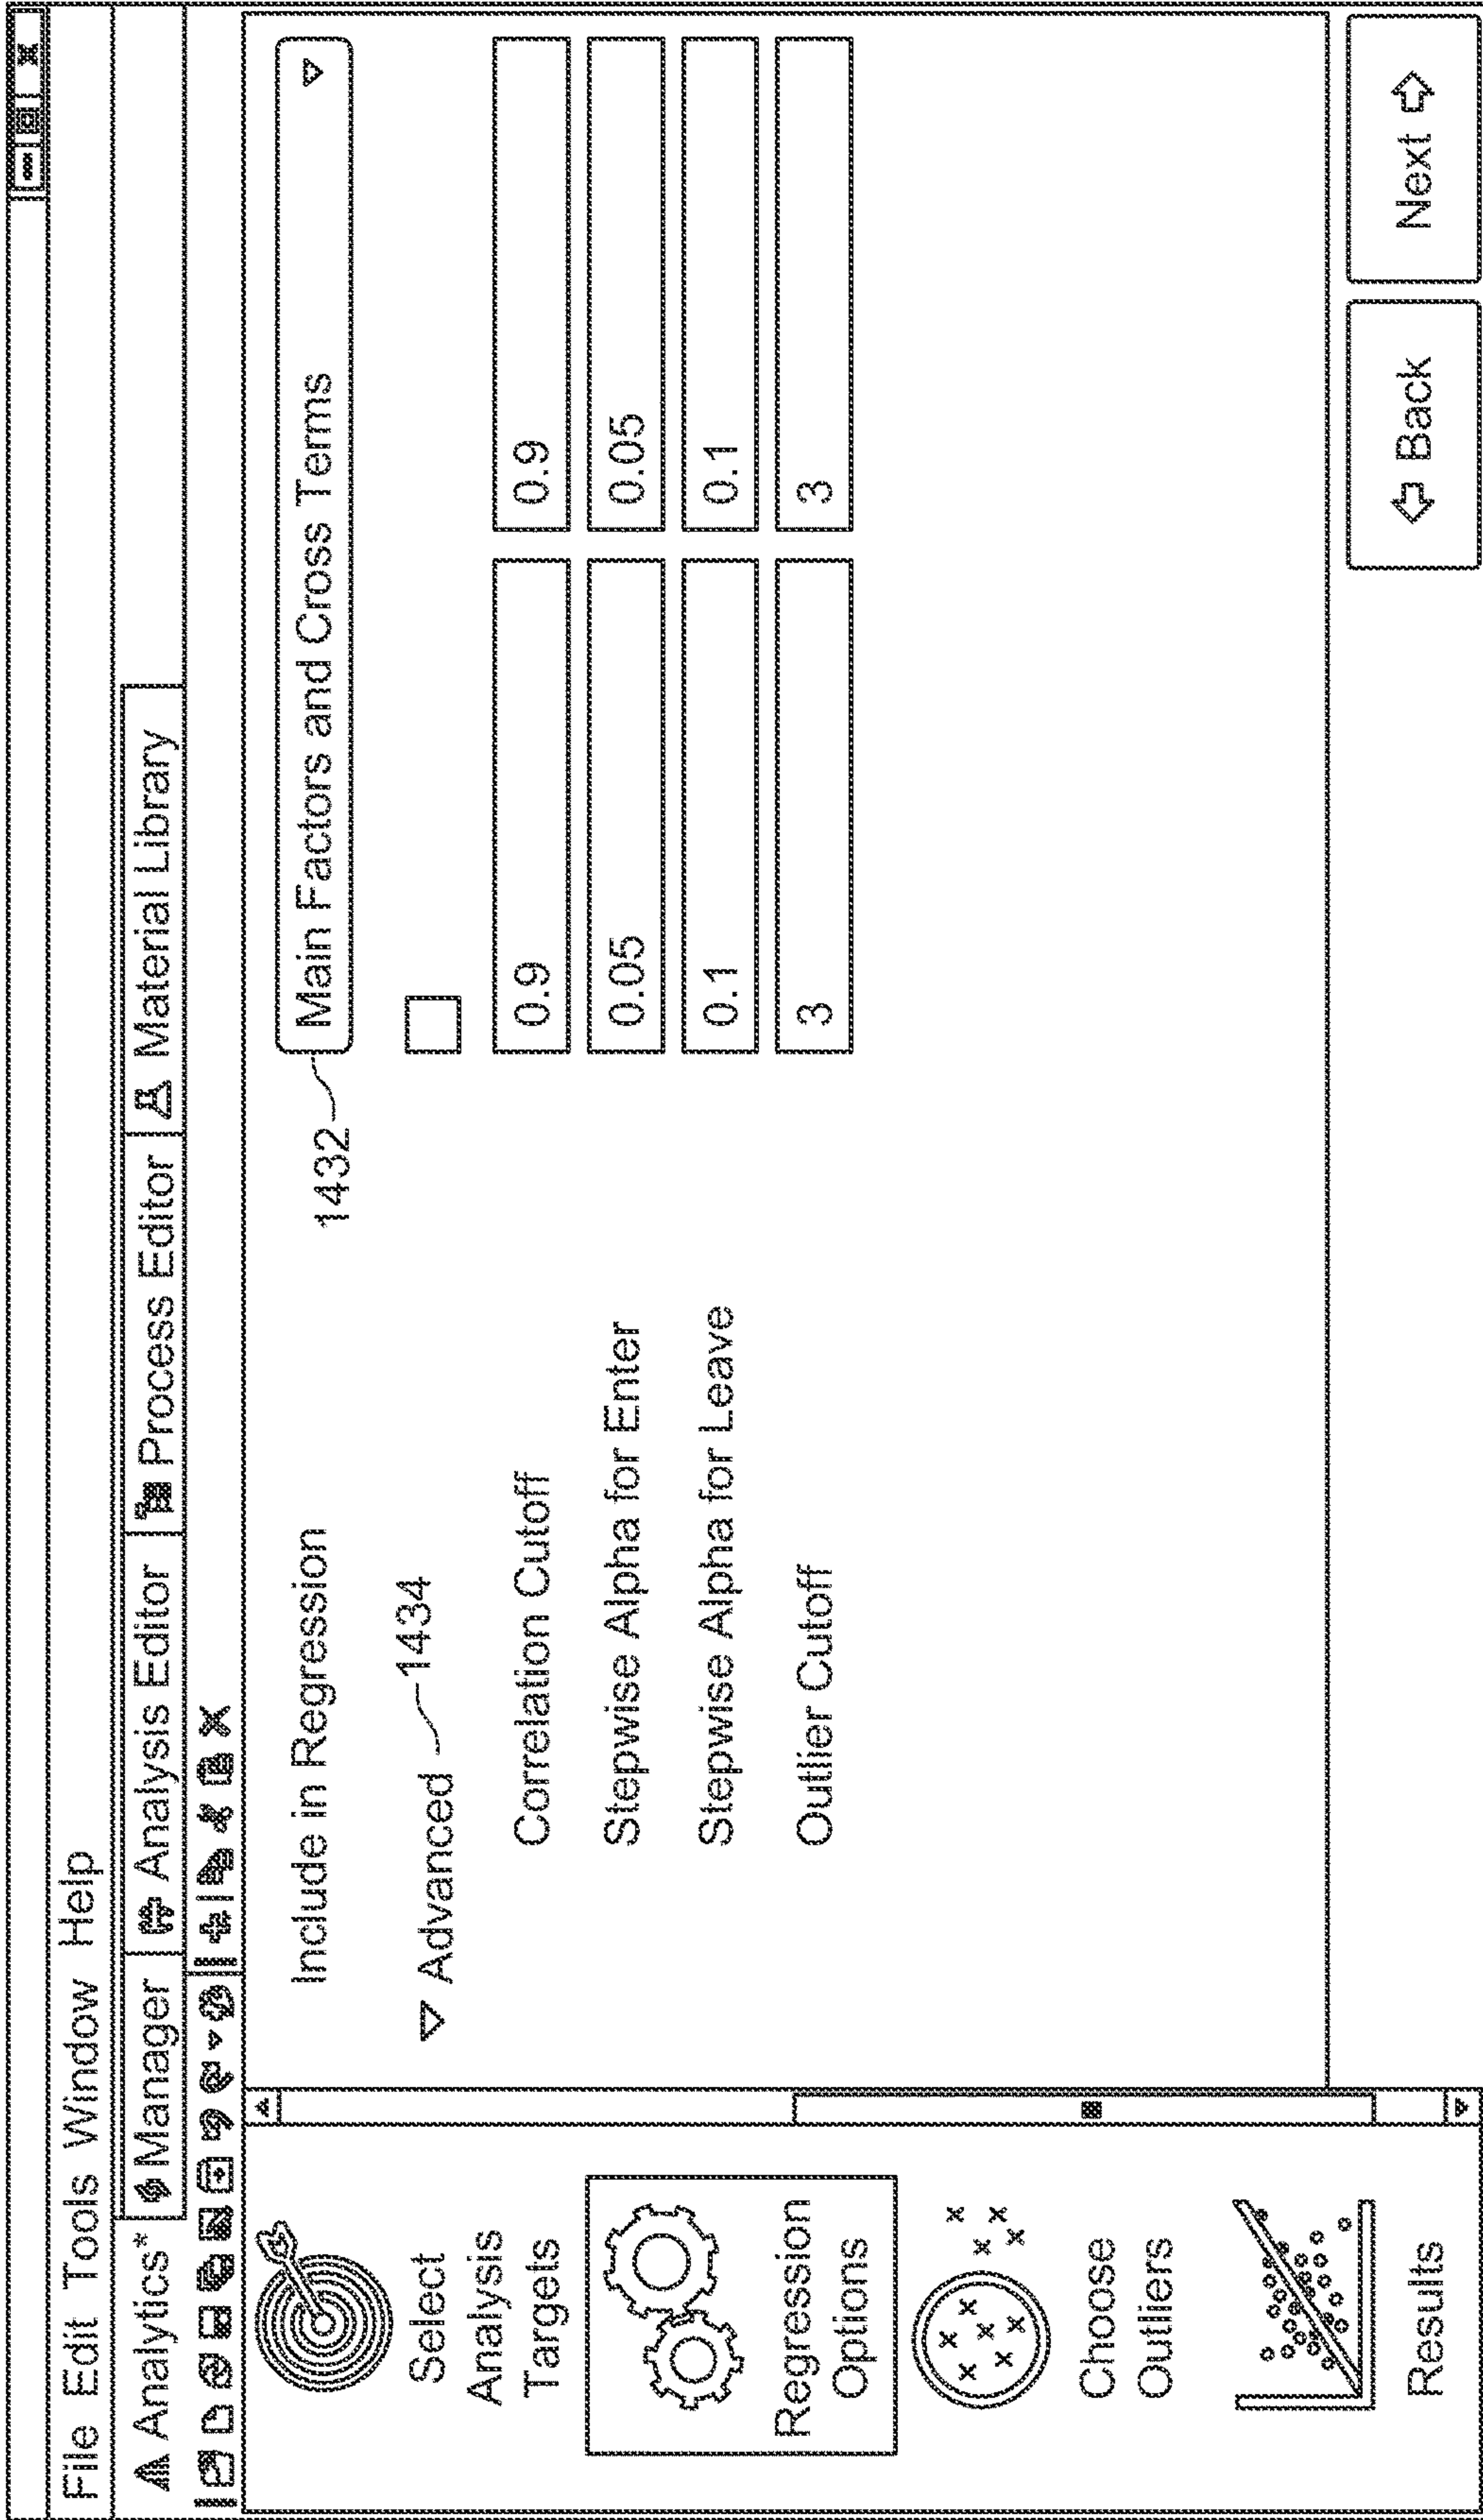 File Edit Tools Window Help
Analytics* Manager Analysis Editor Process Editor Material Library
Select
Analysis
Targets
Regression
Options
Choose
Outliers
Results
Include in Regression 1432 Main Factors and Cross Terms
Advanced 1434
Correlation Cutoff 0.9 0.9
Stepwise Alpha for Enter 0.05 0.05
Stepwise Alpha for Leave 0.1 0.1
Outlier Cutoff 3 3
Back Next